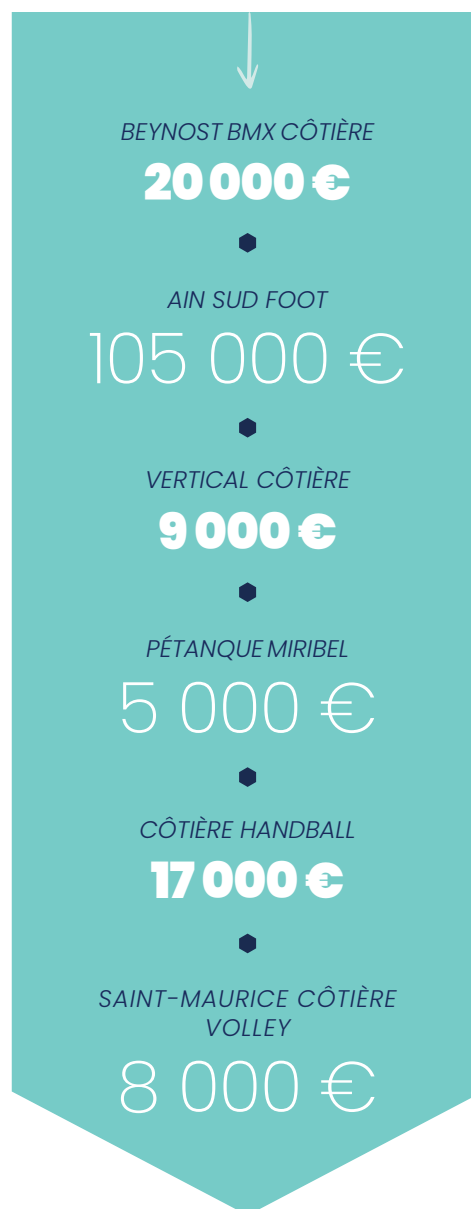 BEYNOST BMX CÔTIÈRE
20 000 €
AIN SUD FOOT
105 000 €
VERTICAL CÔTIÈRE
9 000 €
PÉTANQUE MIRIBEL
5 000 €
CÔTIÈRE HANDBALL
17 000 €
SAINT-MAURICE CÔTIÈRE
VOLLEY
8 000 €